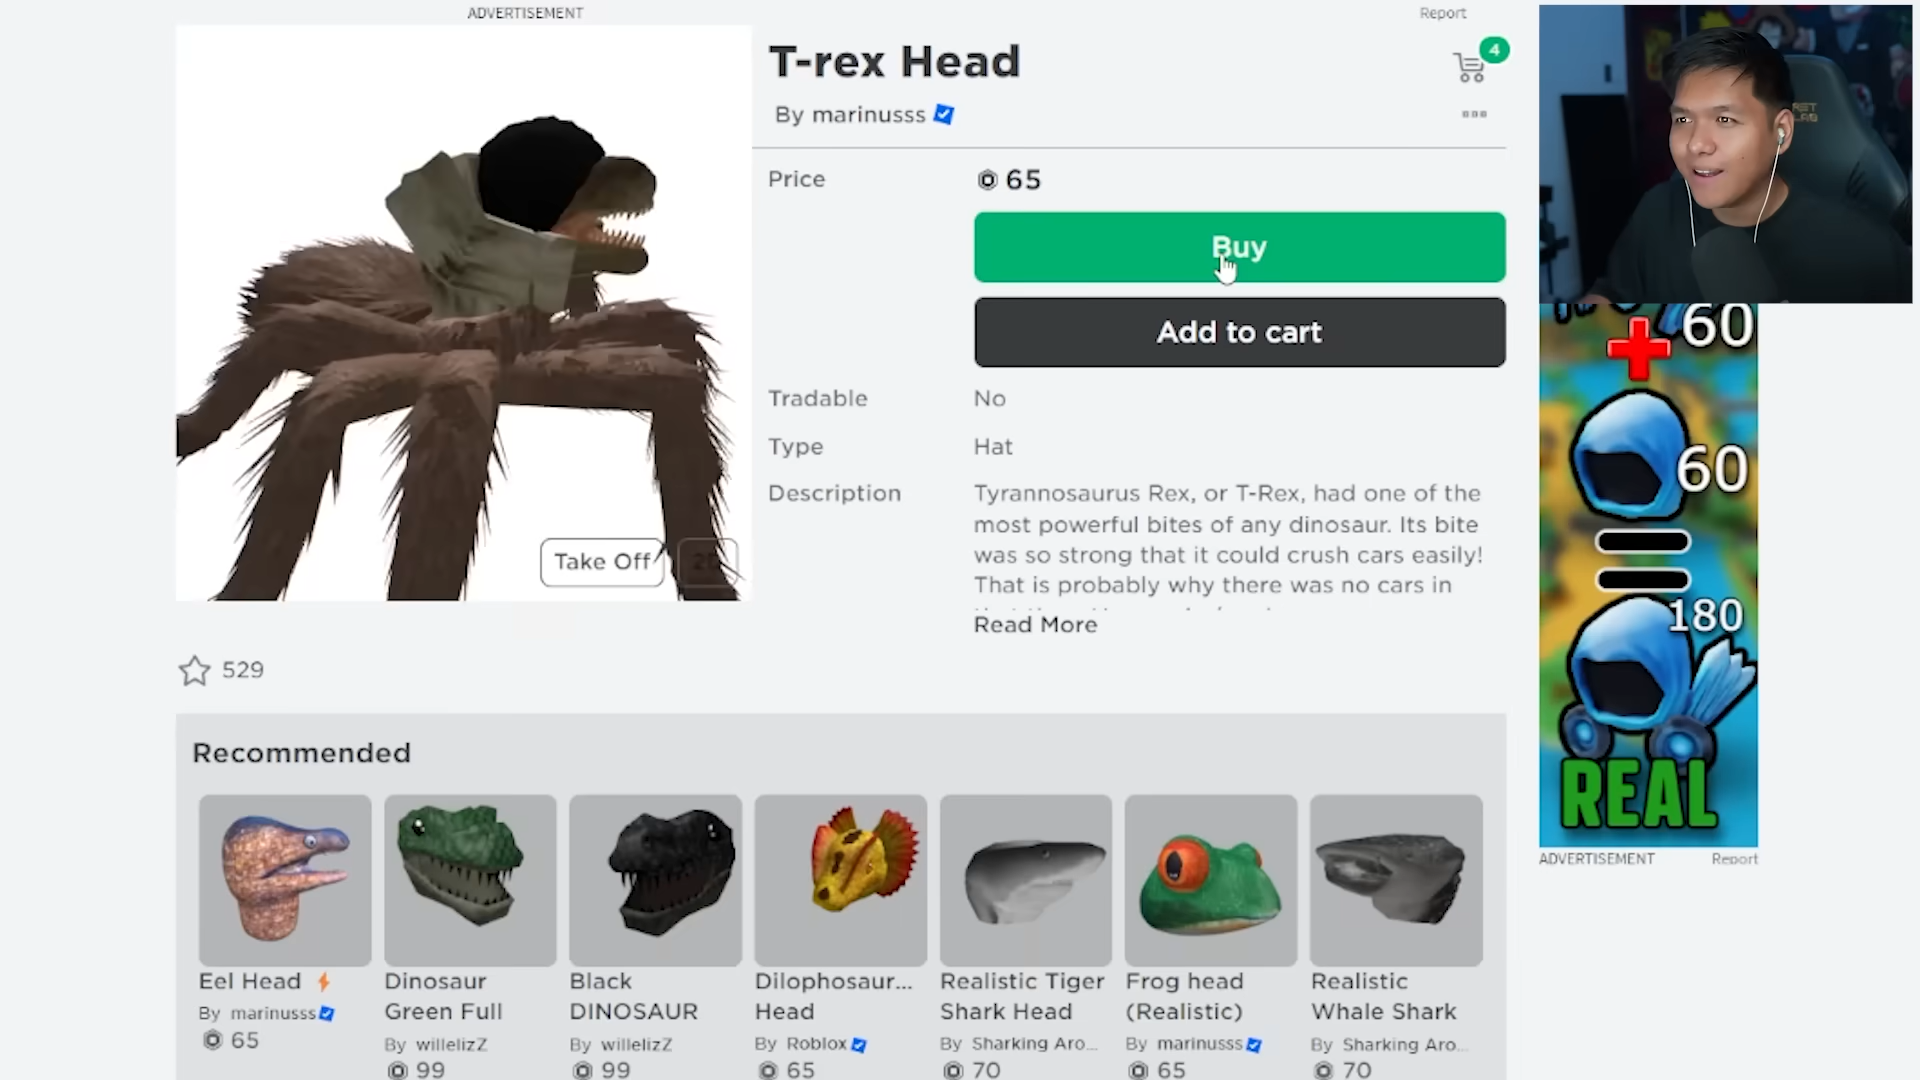 ADVERTISEMENT
Report
T-rex Head
4
By marinusss
Price
65
Buy
Add to cart
Tradable
No
Type
Hat
Description
Tyrannosaurus Rex, or T-Rex, had one of the
most powerful bites of any dinosaur. Its bite
was so strong that it could crush cars easily!
That is probably why there was no cars in
Read More
Take Off
529
Recommended
Eel Head
By marinusss
65
Dinosaur
Green Full
By willelizZ
99
Black
DINOSAUR
By willelizZ
99
Dilophosaur...
Head
By Roblox
65
Realistic Tiger
Shark Head
By Sharking Aro...
70
Frog head
(Realistic)
By marinusss
65
Realistic
Whale Shark
By Sharking Aro...
70
60
60
180
REAL
ADVERTISEMENT
Report